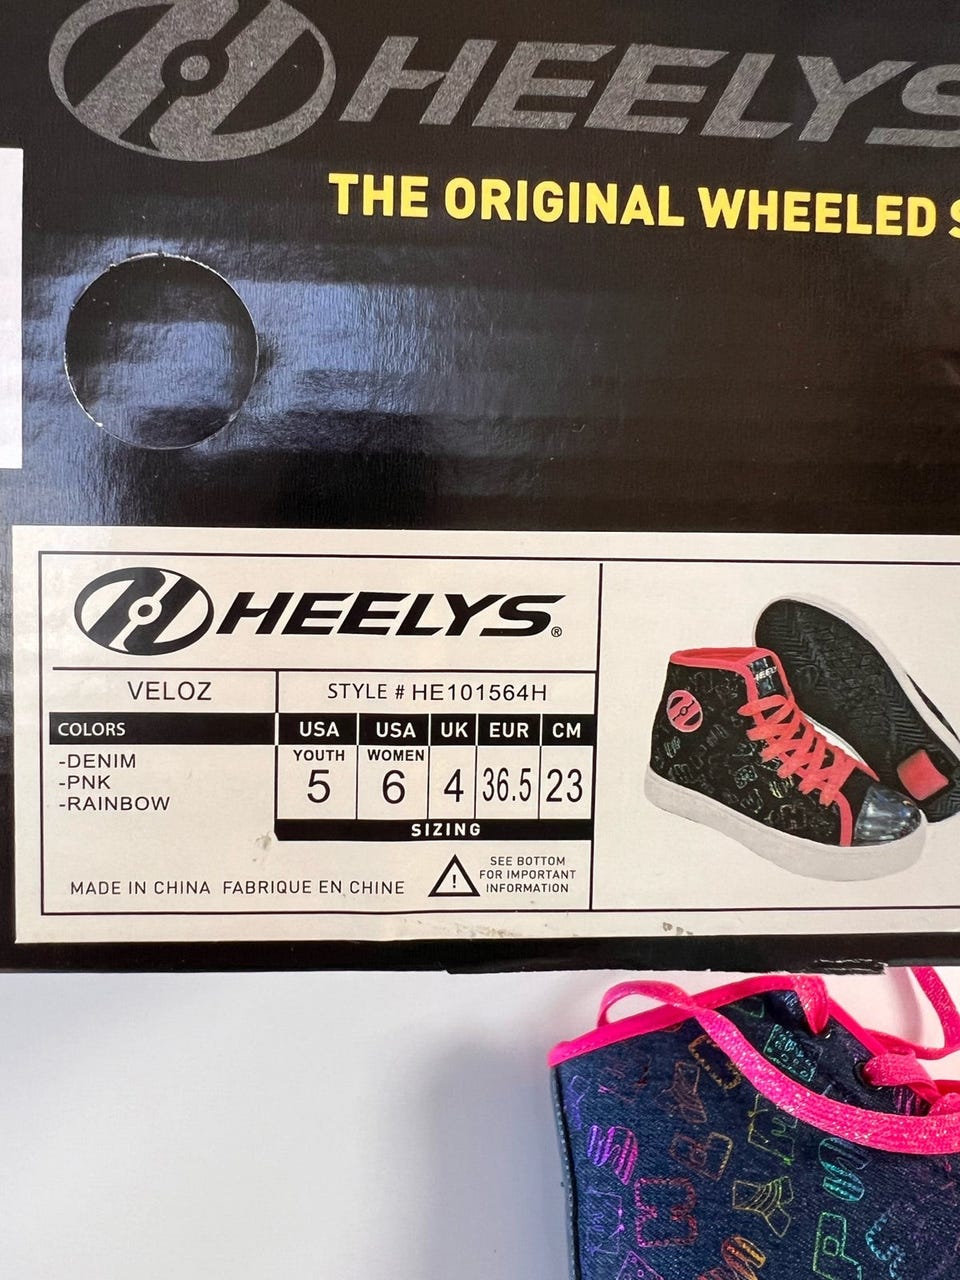 HEELYS
THE ORIGINAL WHEELED
HEELYS®
VELOZ
STYLE # HE101564H
COLORS
USA USA UK EUR CM
-DENIM
-PNK
-RAINBOW
YOUTH WOMEN
5 6 4 36.5 23
SIZING
MADE IN CHINA FABRIQUE EN CHINE
!
SEE BOTTOM
FOR IMPORTANT
INFORMATION
HEELYS